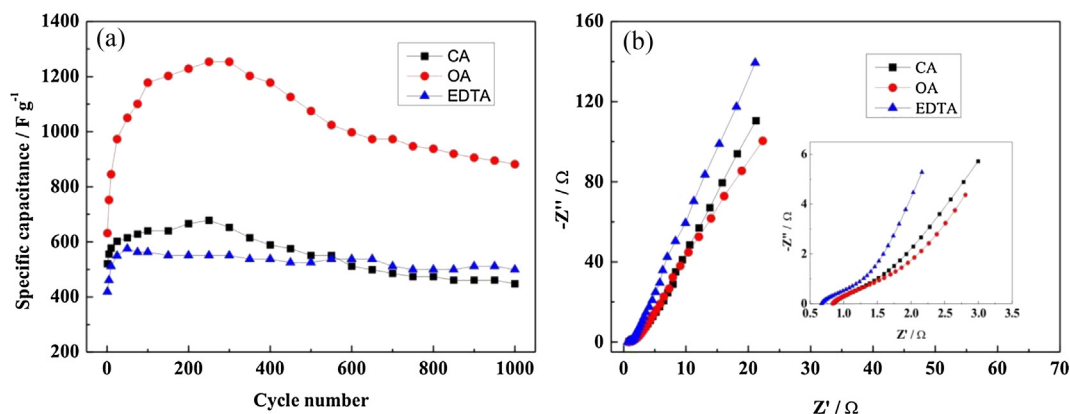 (a)
CA
OA
EDTA
Specific capacitance / F g⁻¹
1400
1200
1000
800
600
400
200
0 200 400 600 800 1000
Cycle number
(b)
CA
OA
EDTA
-Z'' / Ω
160
120
80
40
0
0 10 20 30 40 50 60 70
Z' / Ω
-Z'' / Ω
6
4
2
0
0.5 1.0 1.5 2.0 2.5 3.0 3.5
Z' / Ω